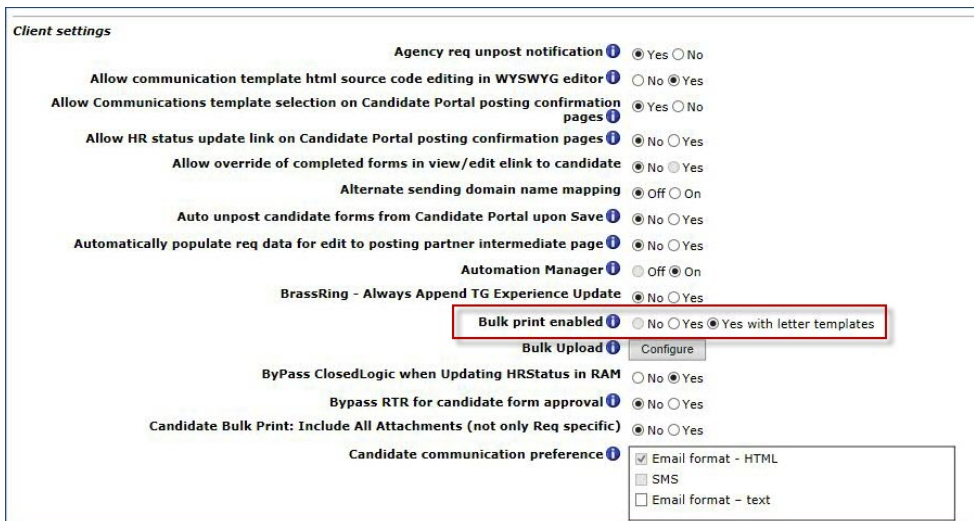 Client settings
Agency req unpost notification Yes No
Allow communication template html source code editing in WYSWYG editor No Yes
Allow Communications template selection on Candidate Portal posting confirmation
pages Yes No
Allow HR status update link on Candidate Portal posting confirmation pages No Yes
Allow override of completed forms in view/edit elink to candidate No Yes
Alternate sending domain name mapping Off On
Auto unpost candidate forms from Candidate Portal upon Save No Yes
Automatically populate req data for edit to posting partner intermediate page No Yes
Automation Manager Off On
BrassRing - Always Append TG Experience Update No Yes
Bulk print enabled No Yes Yes with letter templates
Bulk Upload Configure
ByPass ClosedLogic when Updating HRStatus in RAM No Yes
Bypass RTR for candidate form approval No Yes
Candidate Bulk Print: Include All Attachments (not only Req specific) No Yes
Candidate communication preference Email format - HTML
SMS
Email format – text